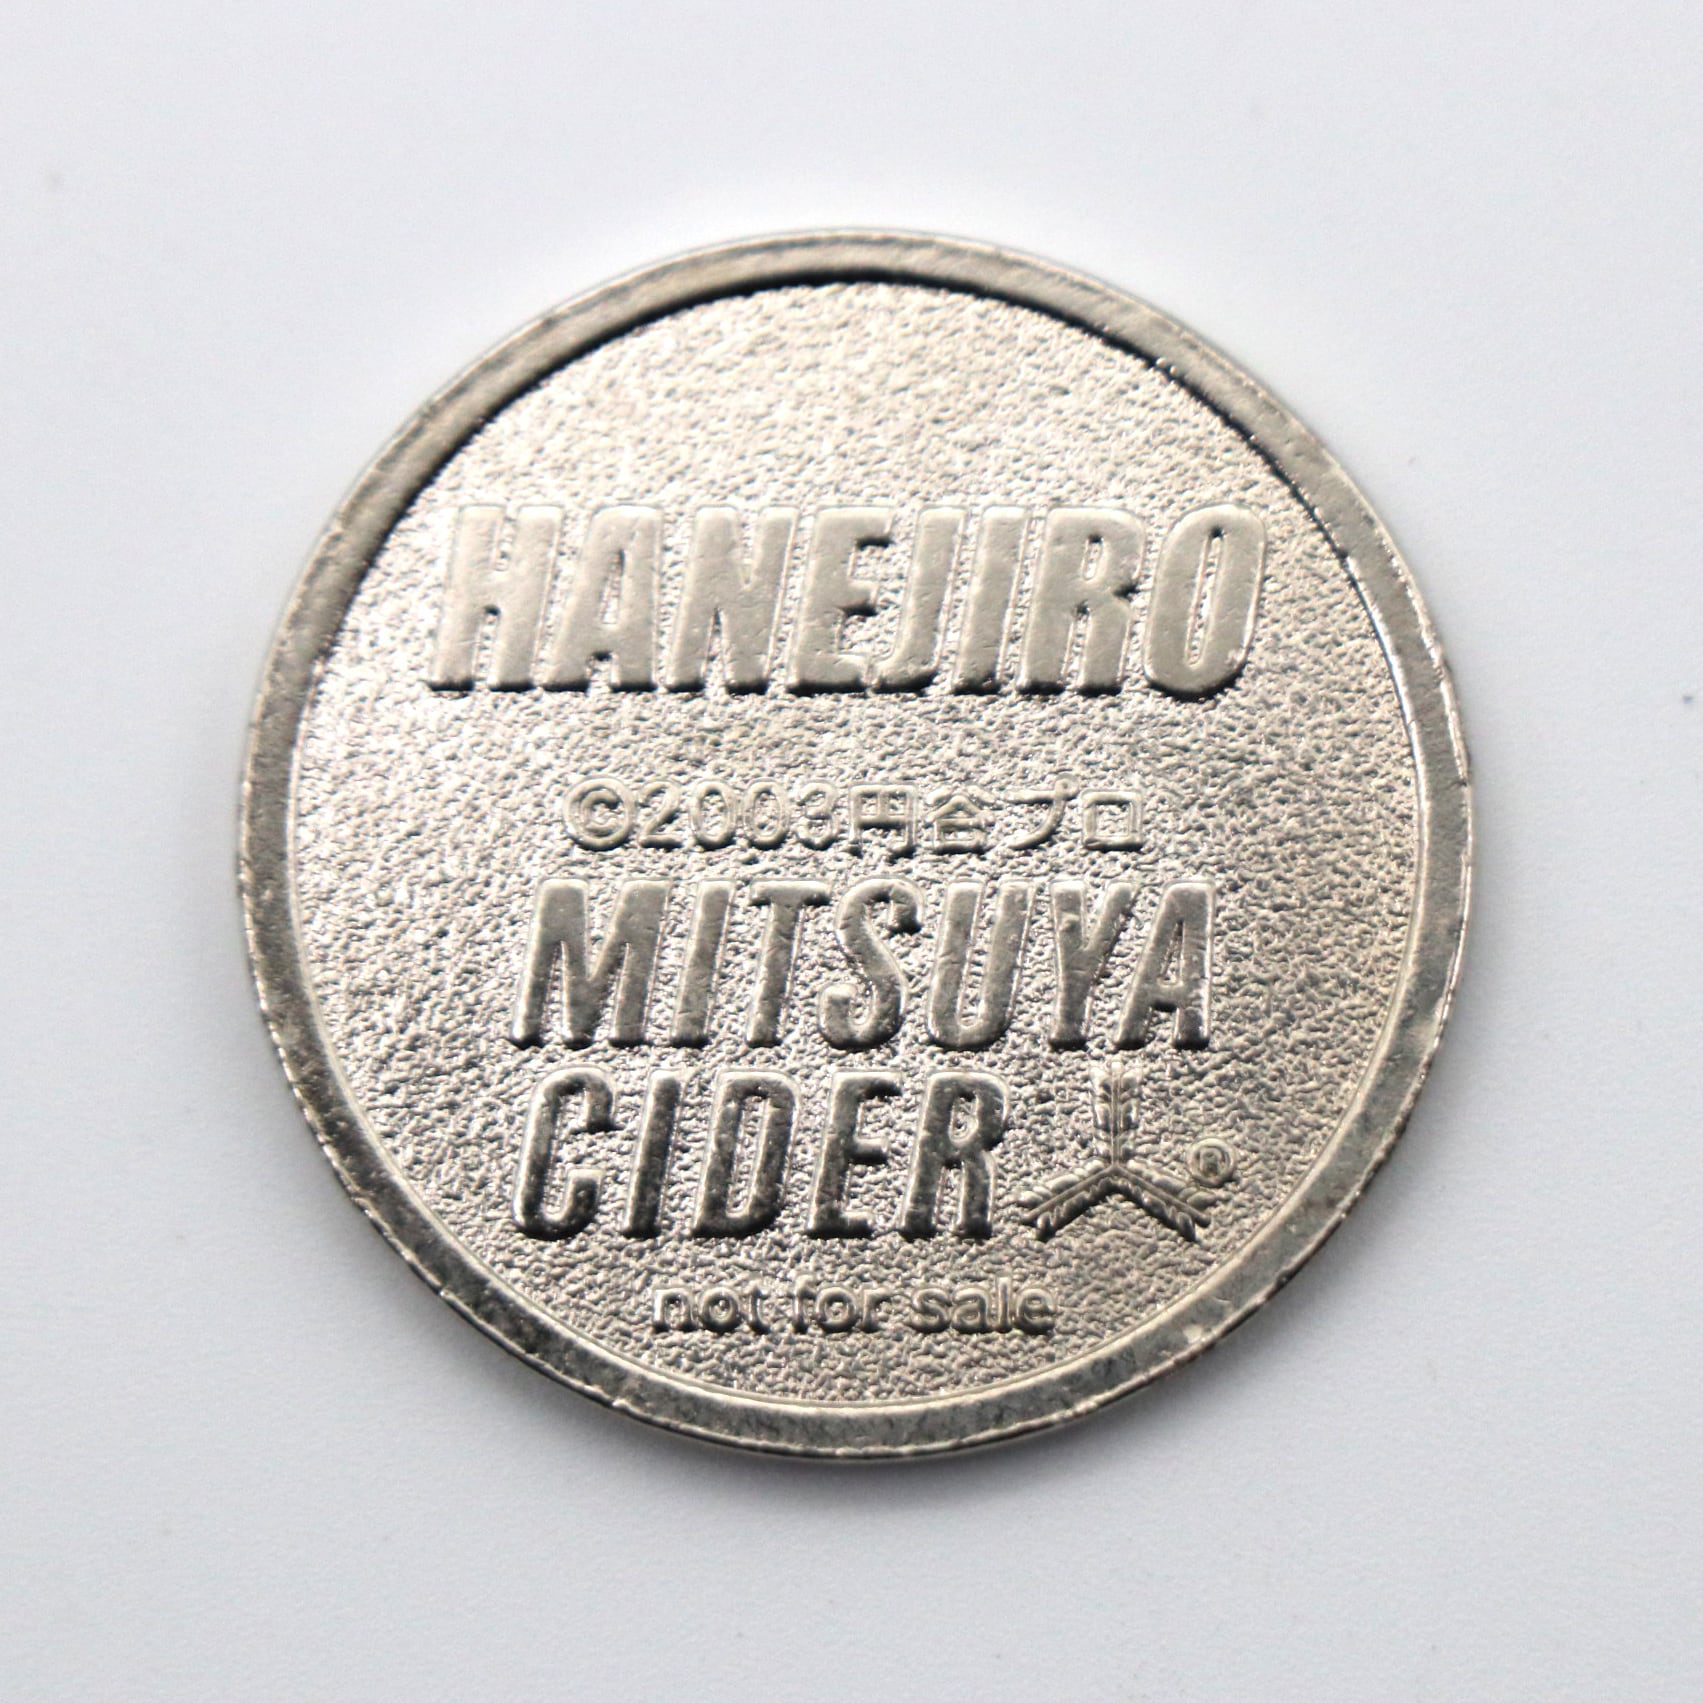 HANEJIRO
©2003円谷プロ
MITSUYA
CIDER ®
not for sale